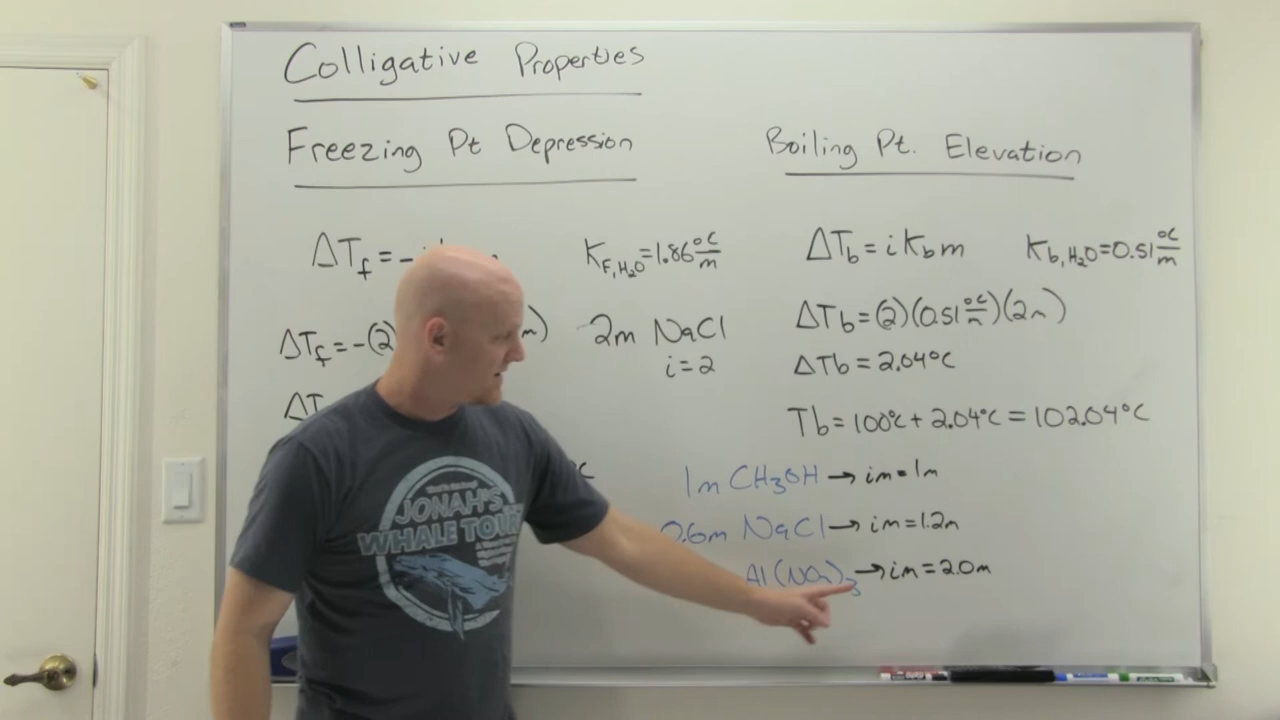 Colligative Properties
Freezing Pt Depression
ΔTf = -
Kf,H2O = 1.86 °C/m
ΔTf = -(2) m)
2m NaCl
i = 2
ΔT
°C
Boiling Pt. Elevation
ΔTb = i Kb m
Kb,H2O = 0.51 °C/m
ΔTb = (2)(0.51 °C/m)(2m)
ΔTb = 2.04°C
Tb = 100°C + 2.04°C = 102.04°C
1m CH3OH → im = 1m
0.6m NaCl → im = 1.2m
Al(NO3)3 → im = 2.0m
JONAH'S
WHALE TOURS